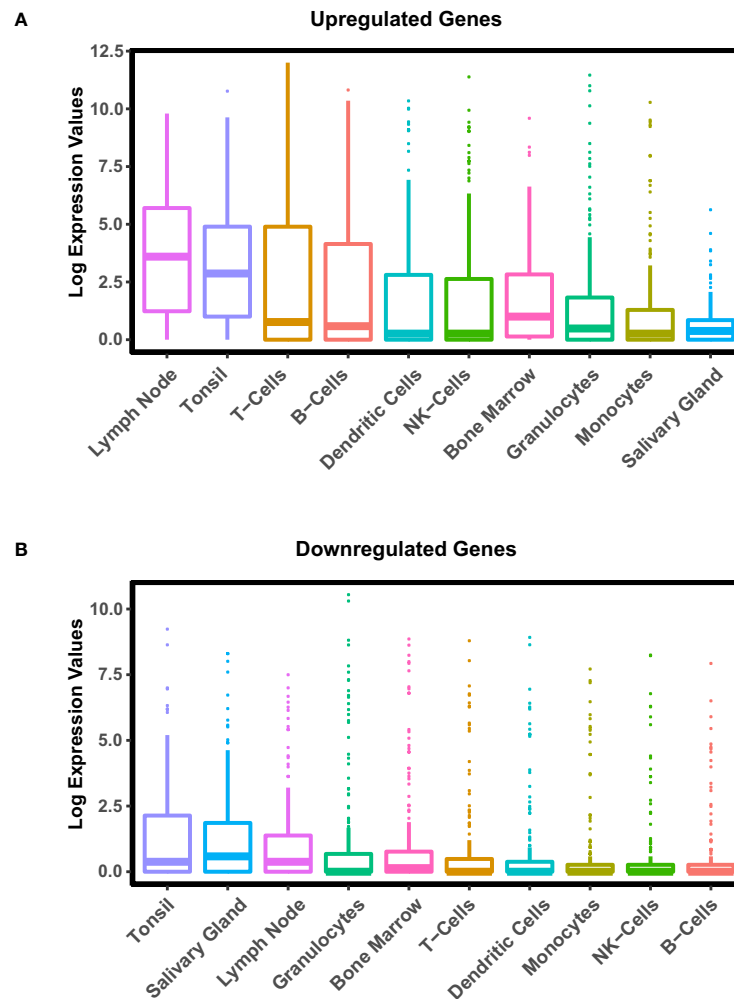 A
Upregulated Genes
Log Expression Values
12.5
10.0
7.5
5.0
2.5
0.0
Lymph Node
Tonsil
T-Cells
B-Cells
Dendritic Cells
NK-Cells
Bone Marrow
Granulocytes
Monocytes
Salivary Gland
B
Downregulated Genes
Log Expression Values
10.0
7.5
5.0
2.5
0.0
Tonsil
Salivary Gland
Lymph Node
Granulocytes
Bone Marrow
T-Cells
Dendritic Cells
Monocytes
NK-Cells
B-Cells